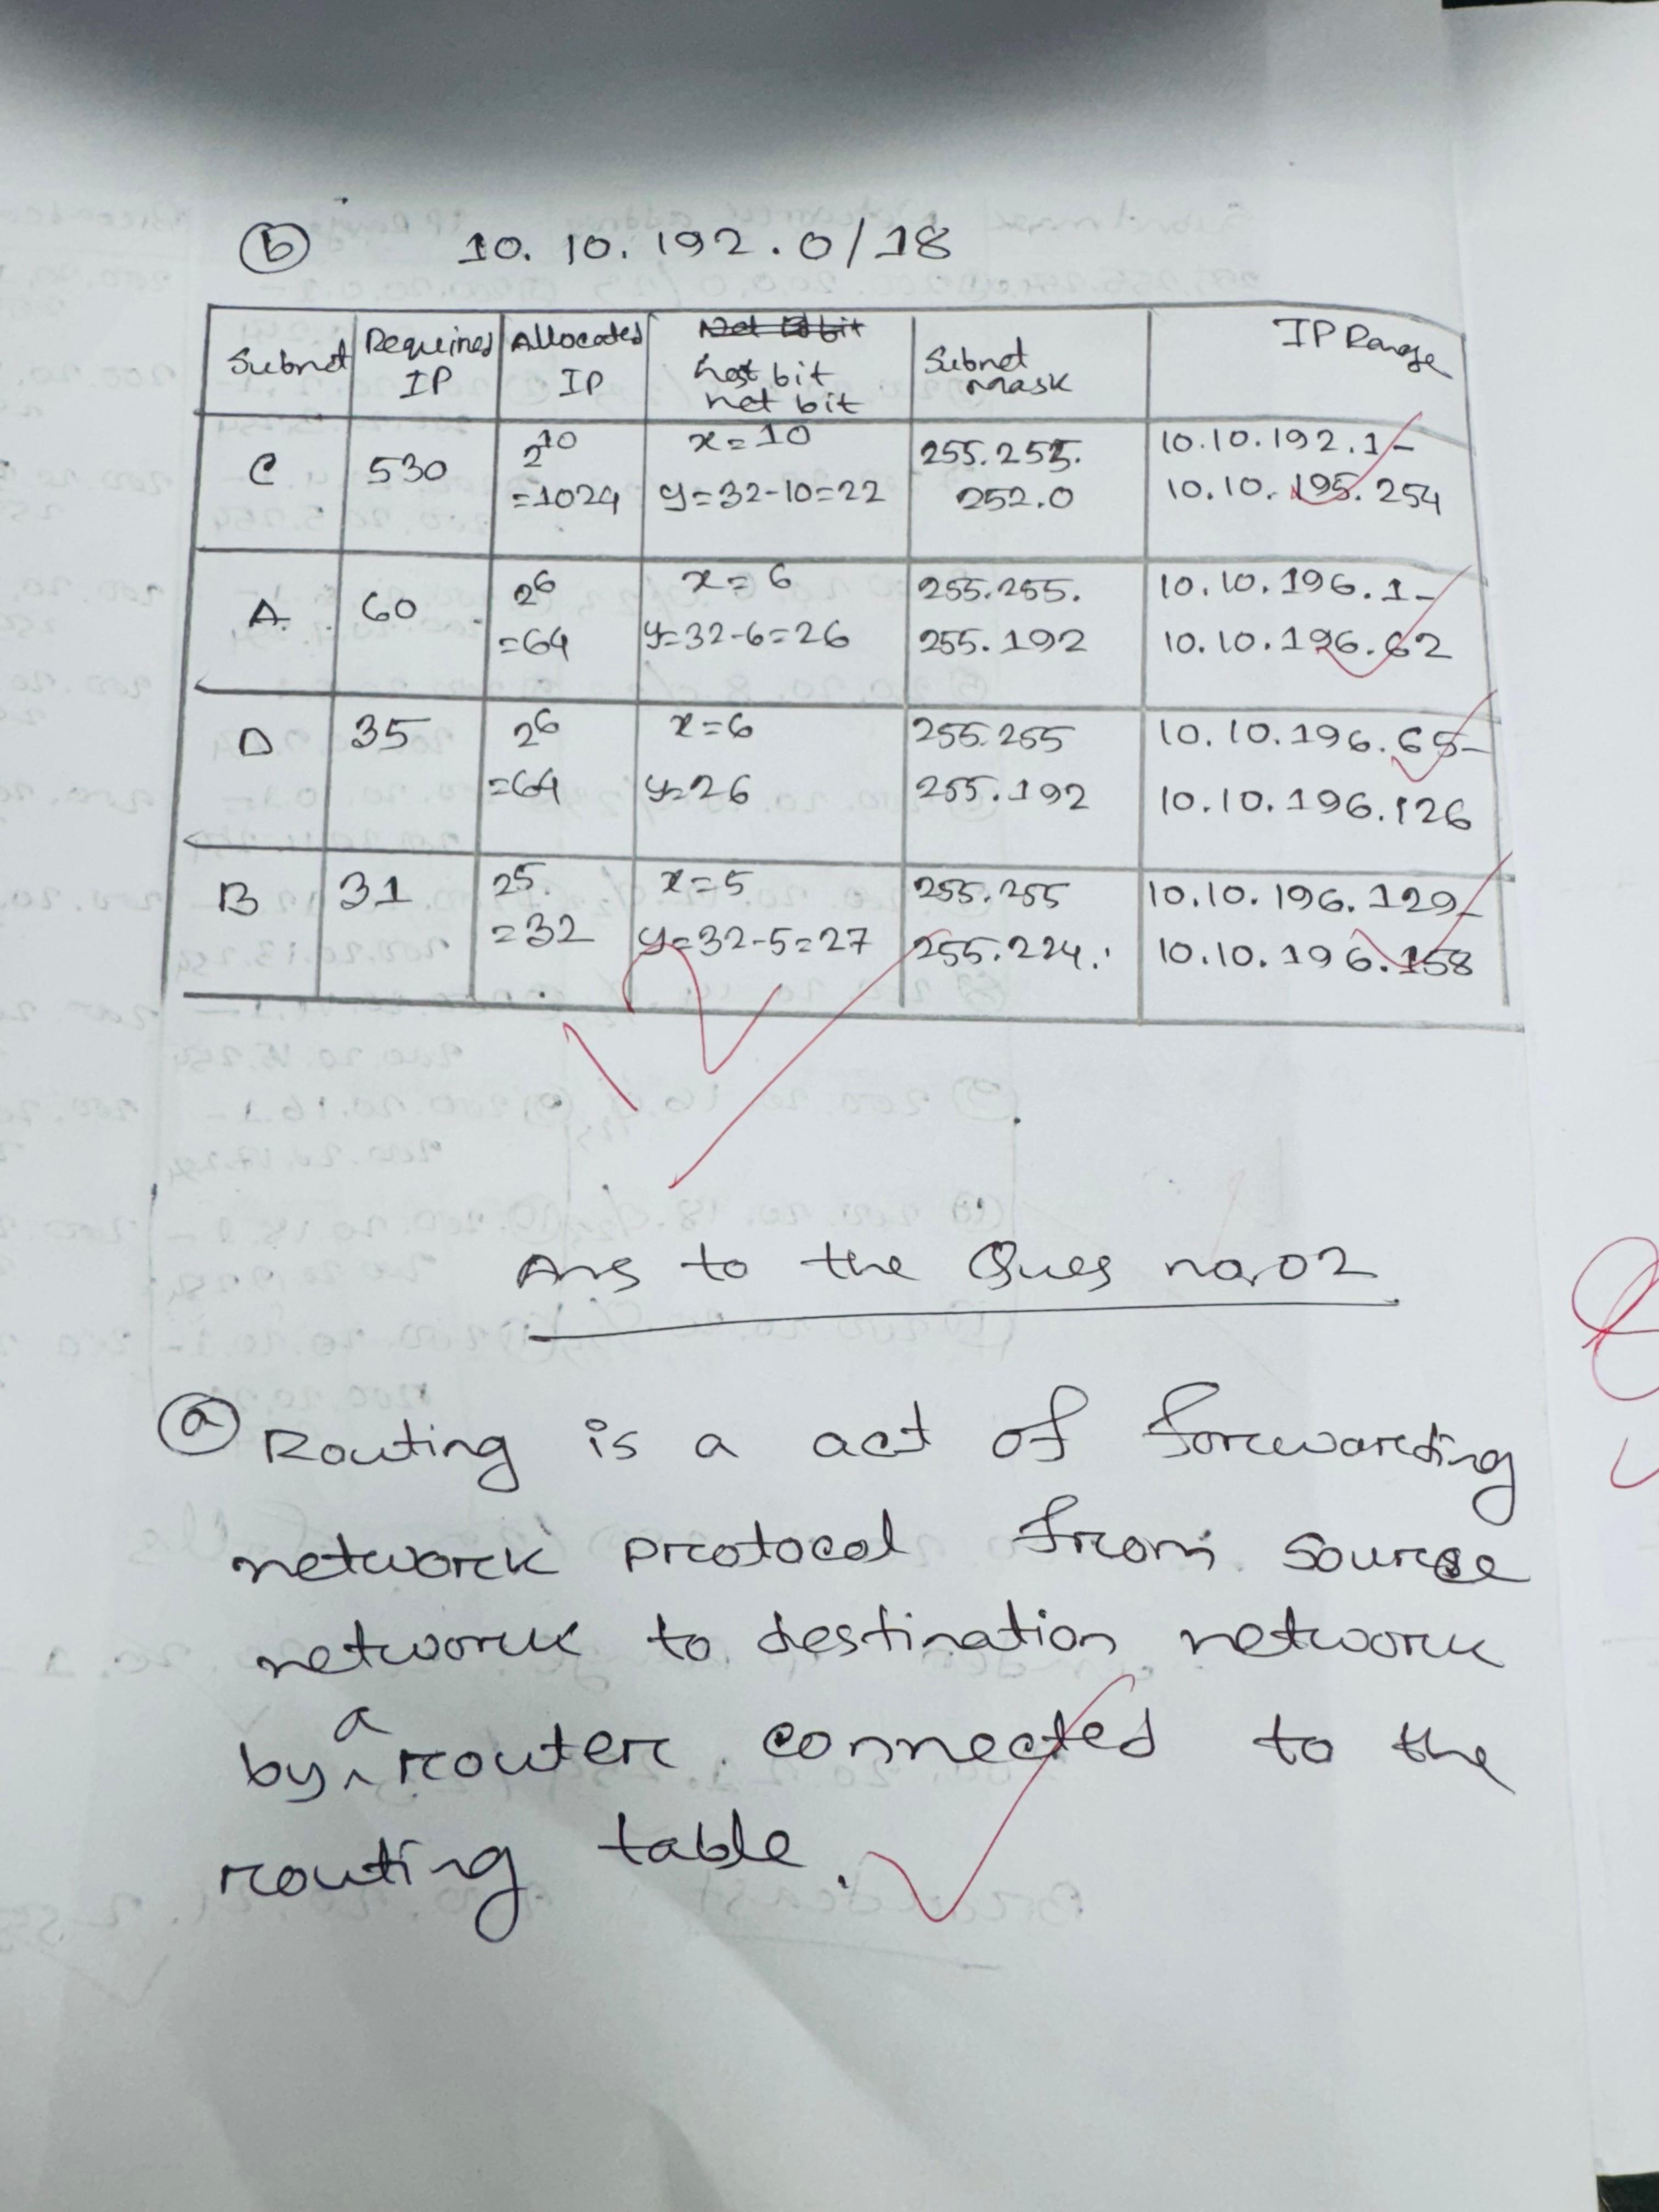 b 10.10.192.0/18
Subnet Required IP Allocated IP host bit net bit Subnet mask IP Range
C 530 2^10 =1024 x=10 y=32-10=22 255.255.252.0 10.10.192.1- 10.10.195.254
A. 60 2^6 =64 x=6 y=32-6=26 255.255.255.192 10.10.196.1- 10.10.196.62
D 35 2^6 =64 x=6 y=26 255.255 255.192 10.10.196.65- 10.10.196.126
B 31 2^5. =32 x=5 y=32-5=27 255.255 255.224. 10.10.196.129- 10.10.196.158
Ans to the Ques no,02
a Routing is a act of forwarding
network protocol from source
network to destination network
by a router connected to the
routing table.